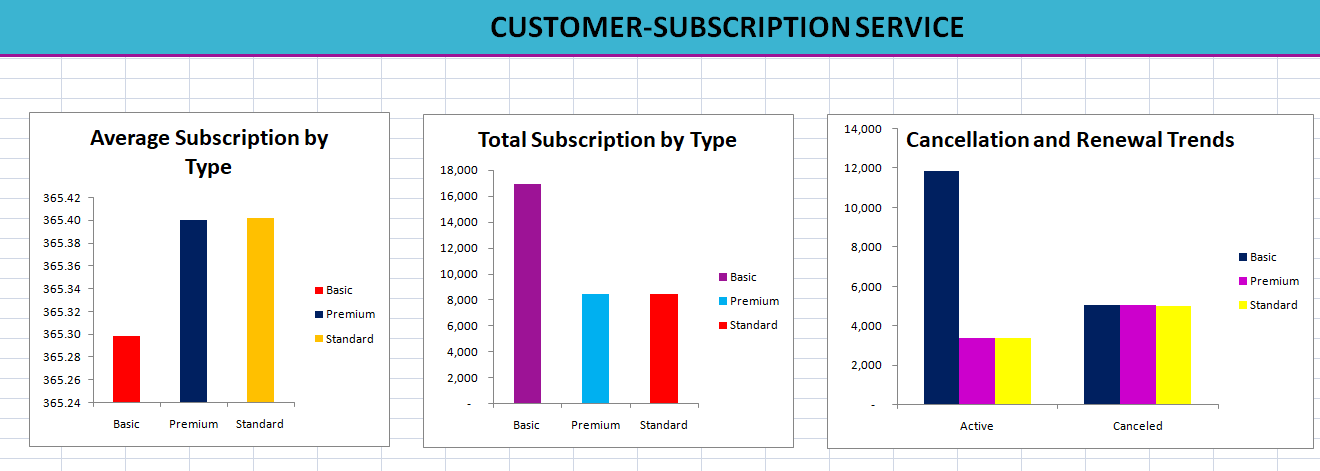 CUSTOMER-SUBSCRIPTION SERVICE
Average Subscription by
Type
365.42
365.40
365.38
365.36
365.34
365.32
365.30
365.28
365.26
365.24
Basic
Premium
Standard
Basic
Premium
Standard
Total Subscription by Type
18,000
16,000
14,000
12,000
10,000
8,000
6,000
4,000
2,000
-
Basic
Premium
Standard
Basic
Premium
Standard
Cancellation and Renewal Trends
14,000
12,000
10,000
8,000
6,000
4,000
2,000
-
Active
Canceled
Basic
Premium
Standard